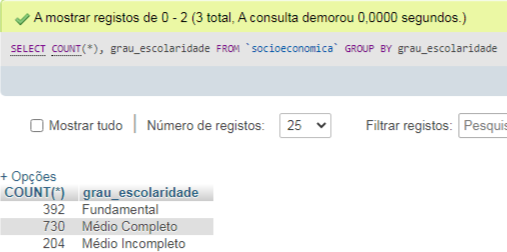 A mostrar registos de 0 - 2 (3 total, A consulta demorou 0,0000 segundos.)
SELECT COUNT(*), grau_escolaridade FROM `socioeconomica` GROUP BY grau_escolaridade
Mostrar tudo Número de registos: 25 Filtrar registos: Pesquis
+ Opções
COUNT(*) grau_escolaridade
392 Fundamental
730 Médio Completo
204 Médio Incompleto